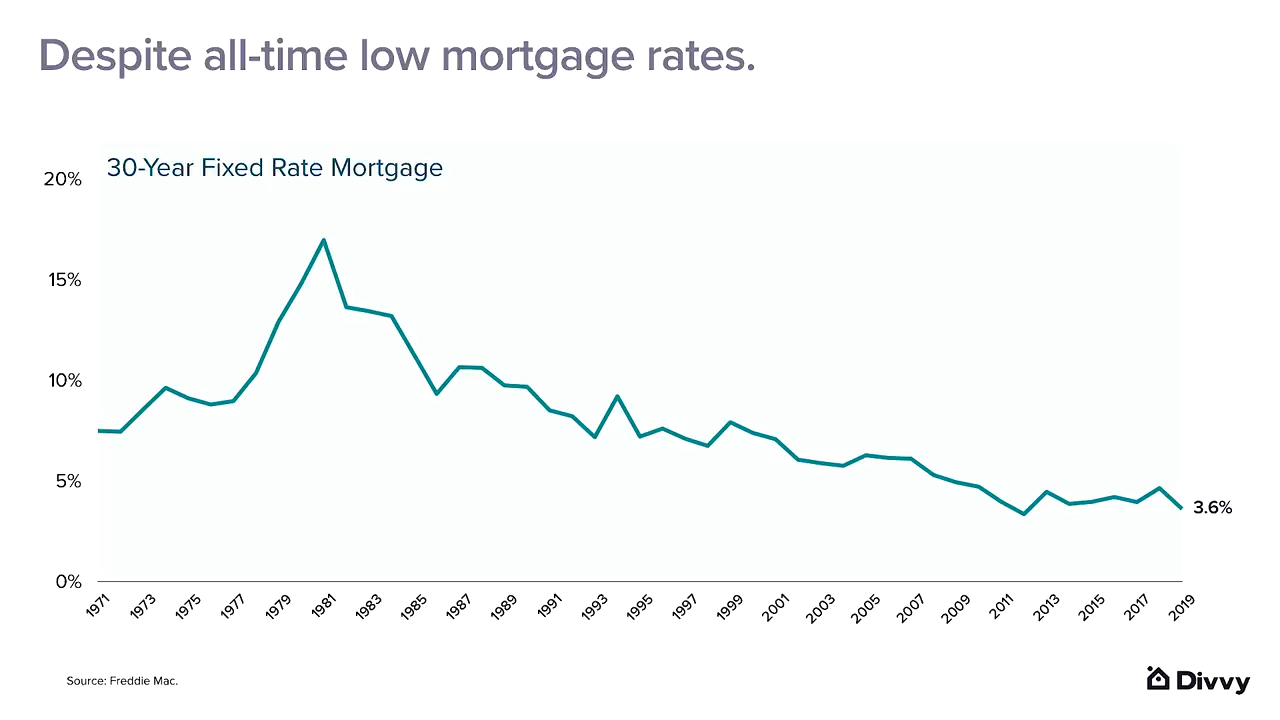 Despite all-time low mortgage rates.
30-Year Fixed Rate Mortgage
20%
15%
10%
5%
0%
3.6%
1971 1973 1975 1977 1979 1981 1983 1985 1987 1989 1991 1993 1995 1997 1999 2001 2003 2005 2007 2009 2011 2013 2015 2017 2019
Source: Freddie Mac.
Divvy